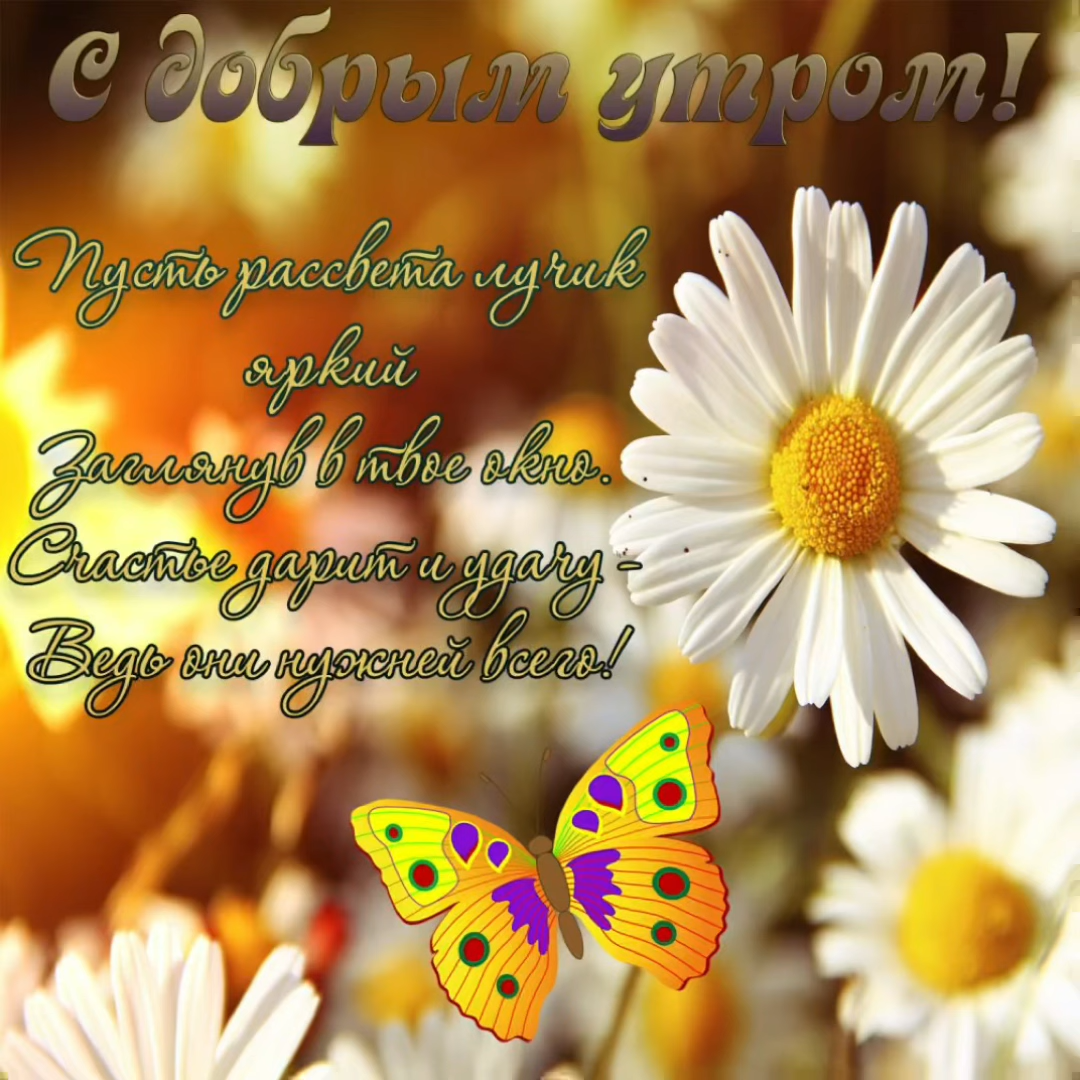 С добрым утром!
Пусть рассвета лучик
яркий
Заглянув в твое окно.
Счастье дарит и удачу -
Ведь они нужней всего!